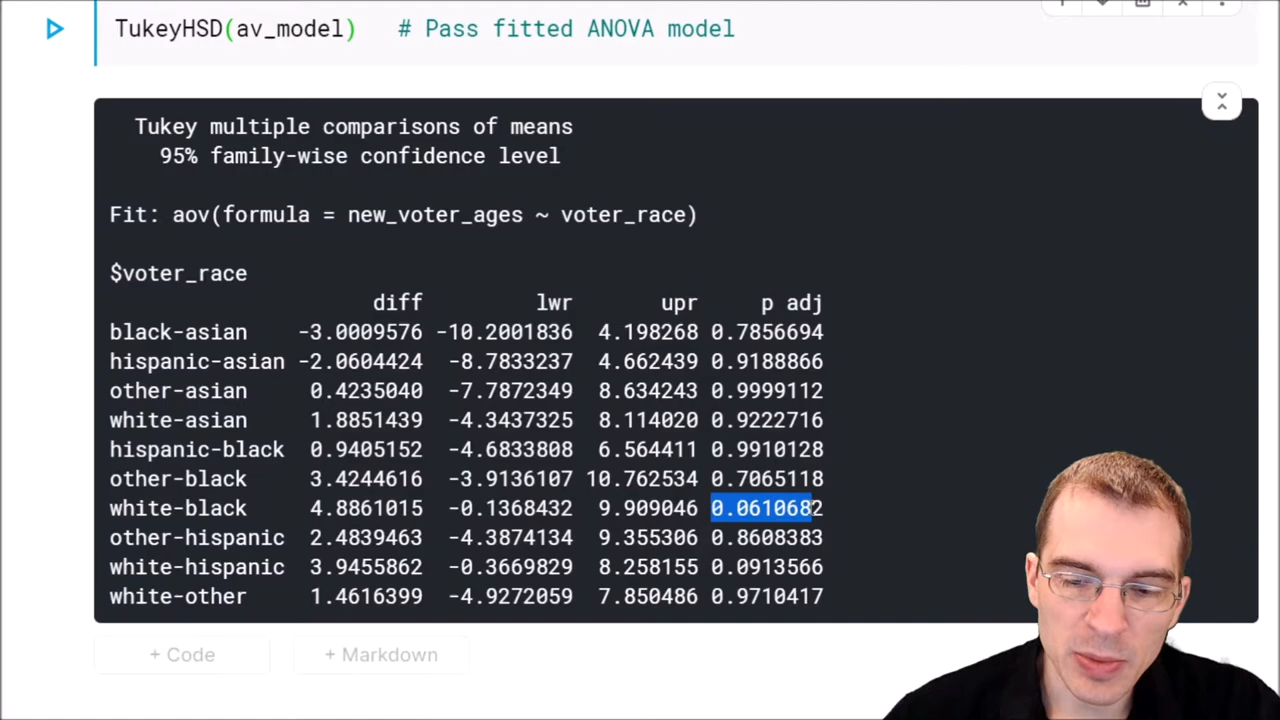 TukeyHSD(av_model)   # Pass fitted ANOVA model
Tukey multiple comparisons of means
95% family-wise confidence level
Fit: aov(formula = new_voter_ages ~ voter_race)
$voter_race
diff lwr upr p adj
black-asian -3.0009576 -10.2001836 4.198268 0.7856694
hispanic-asian -2.0604424 -8.7833237 4.662439 0.9188866
other-asian 0.4235040 -7.7872349 8.634243 0.9999112
white-asian 1.8851439 -4.3437325 8.114020 0.9222716
hispanic-black 0.9405152 -4.6833808 6.564411 0.9910128
other-black 3.4244616 -3.9136107 10.762534 0.7065118
white-black 4.8861015 -0.1368432 9.909046 0.0610682
other-hispanic 2.4839463 -4.3874134 9.355306 0.8608383
white-hispanic 3.9455862 -0.3669829 8.258155 0.0913566
white-other 1.4616399 -4.9272059 7.850486 0.9710417
+ Code + Markdown